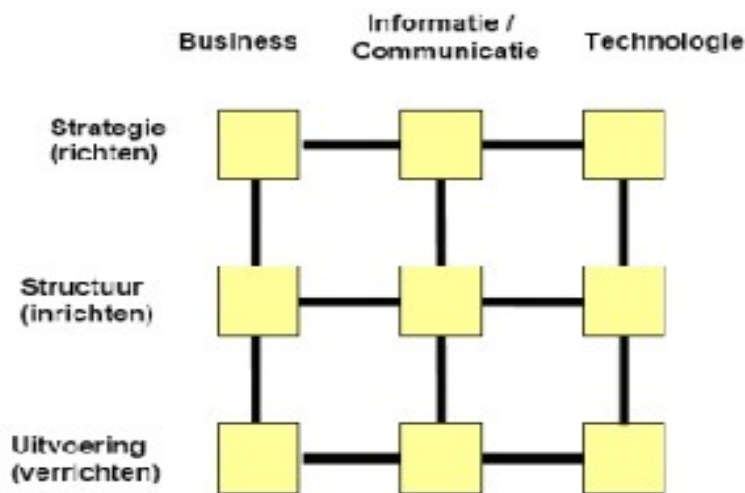 Business
Informatie /
Communicatie
Technologie
Strategie
(richten)
Structuur
(inrichten)
Uitvoering
(verrichten)